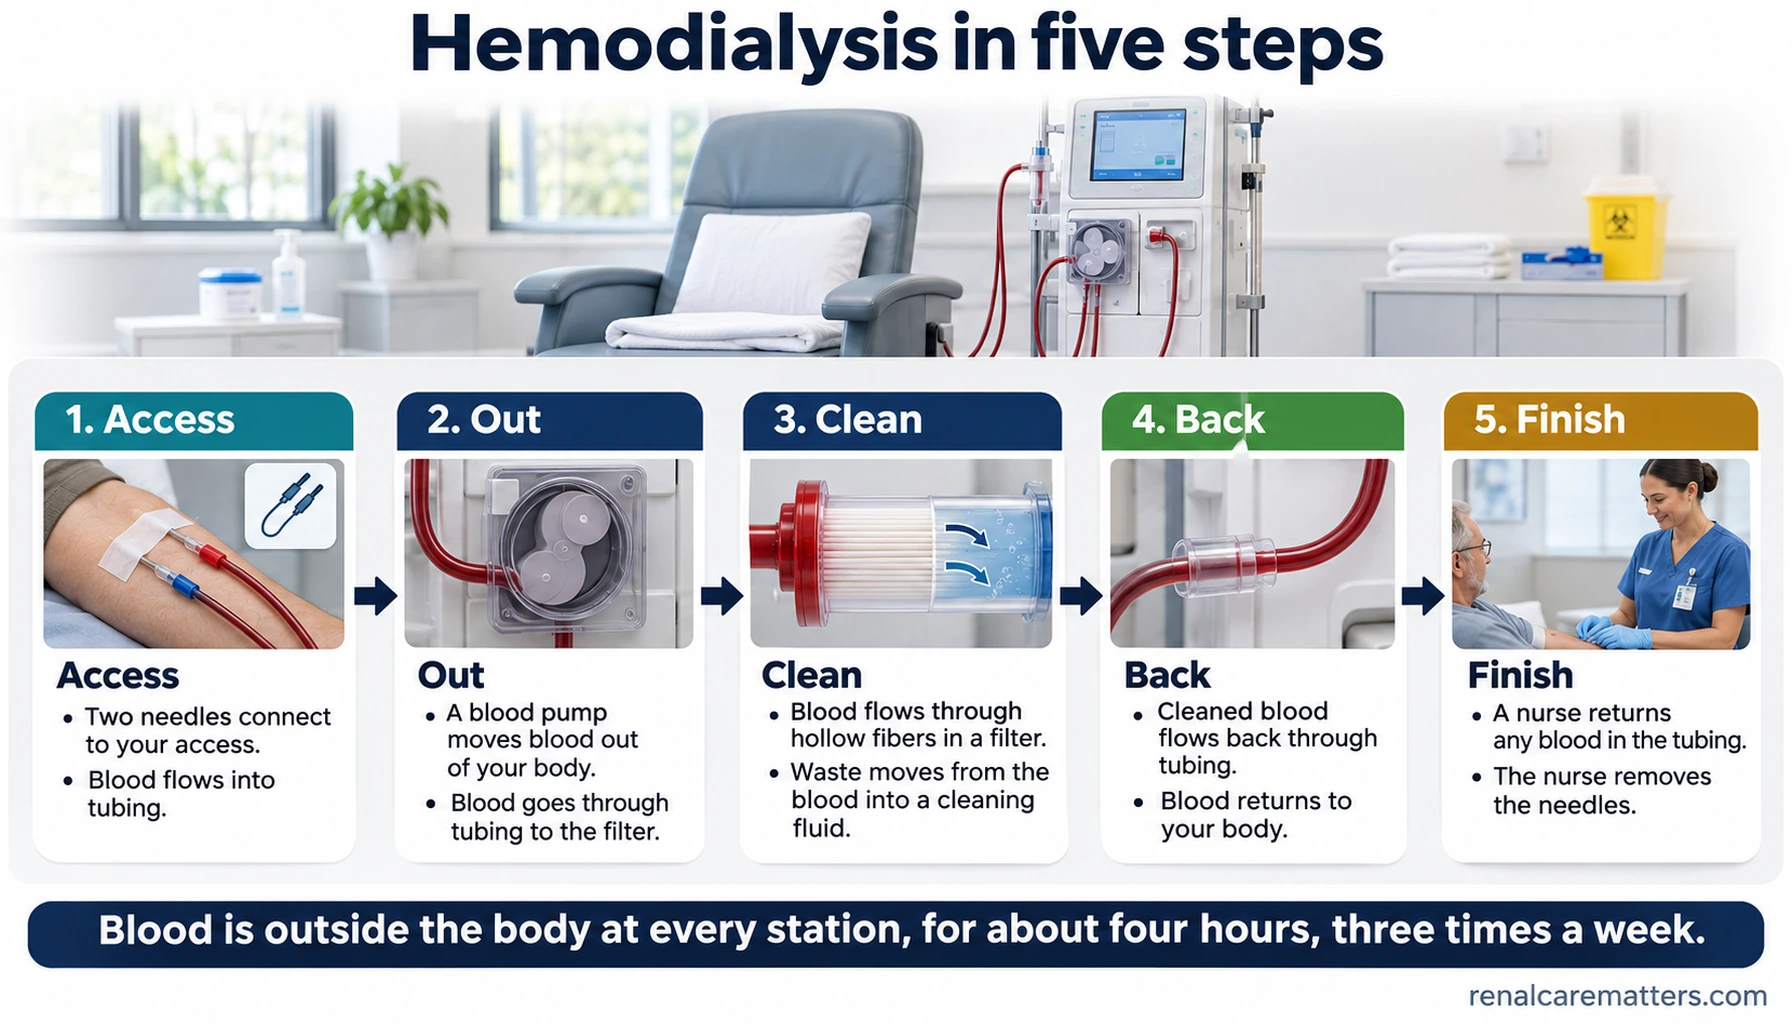 Hemodialysis in five steps
1. Access
Access
• Two needles connect
to your access.
• Blood flows into
tubing.
2. Out
Out
• A blood pump
moves blood out
of your body.
• Blood goes through
tubing to the filter.
3. Clean
Clean
• Blood flows through
hollow fibers in a filter.
• Waste moves from the
blood into a cleaning
fluid.
4. Back
Back
• Cleaned blood
flows back through
tubing.
• Blood returns to
your body.
5. Finish
Finish
• A nurse returns
any blood in the tubing.
• The nurse removes
the needles.
Blood is outside the body at every station, for about four hours, three times a week.
renalcarematters.com